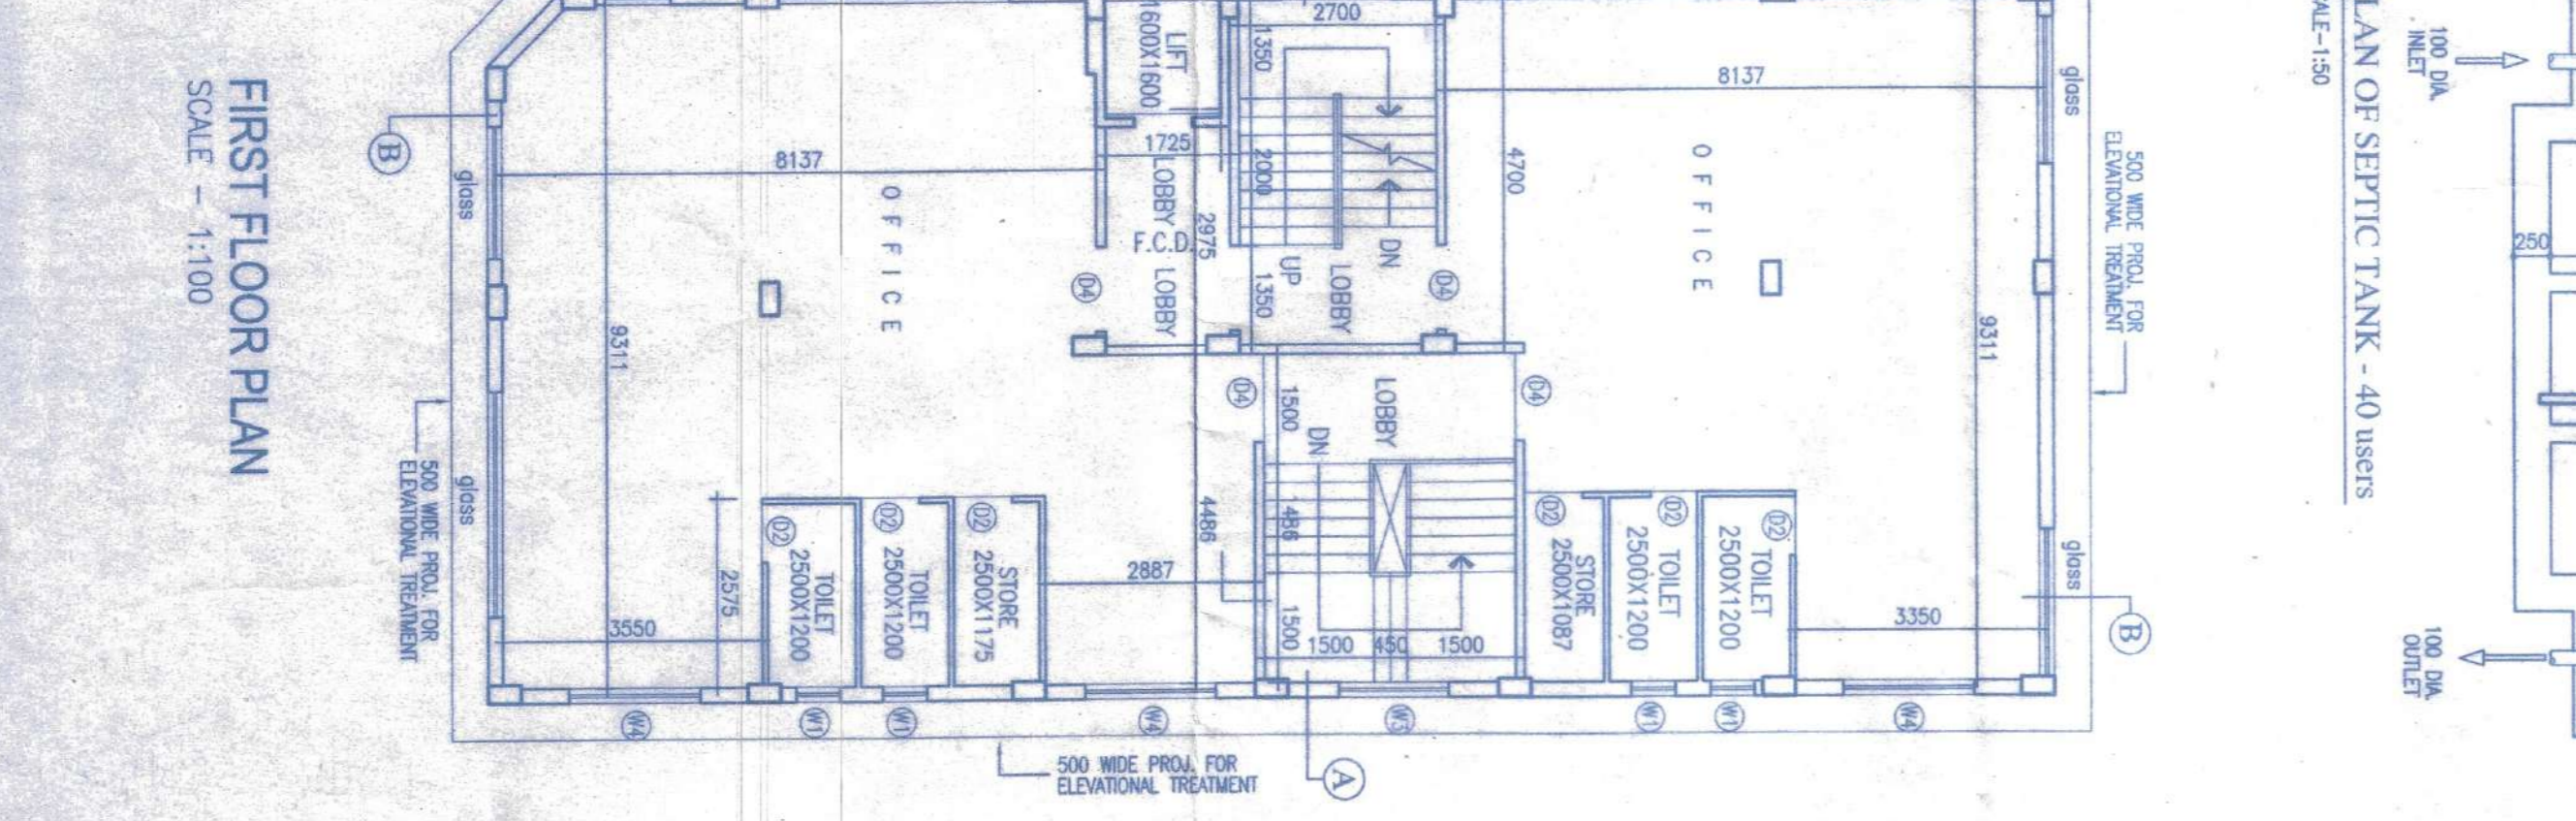 FIRST FLOOR PLAN
SCALE - 1:100
B
glass
glass
500 WIDE PROJ. FOR
ELEVATIONAL TREATMENT
8137
OFFICE
9311
3550
2575
D2
TOILET
2500X1200
D2
TOILET
2500X1200
D2
STORE
2500X1175
2887
LIFT
1600X1600
1725
LOBBY
F.C.D.
LOBBY
2975
D4
2700
1350
2000
1350
UP
DN
LOBBY
D4
4700
D4
1500
DN
LOBBY
D4
4486
1486
1500
1500
450
1500
8137
OFFICE
9311
D2
STORE
2500X1087
D2
TOILET
2500X1200
D2
TOILET
2500X1200
3350
glass
glass
500 WIDE PROJ. FOR
ELEVATIONAL TREATMENT
B
W4
W1
W1
W4
W3
W1
W1
W4
500 WIDE PROJ. FOR
ELEVATIONAL TREATMENT
A
LAN OF SEPTIC TANK - 40 users
ALE-1:50
100 DIA.
INLET
250
100 DIA.
OUTLET